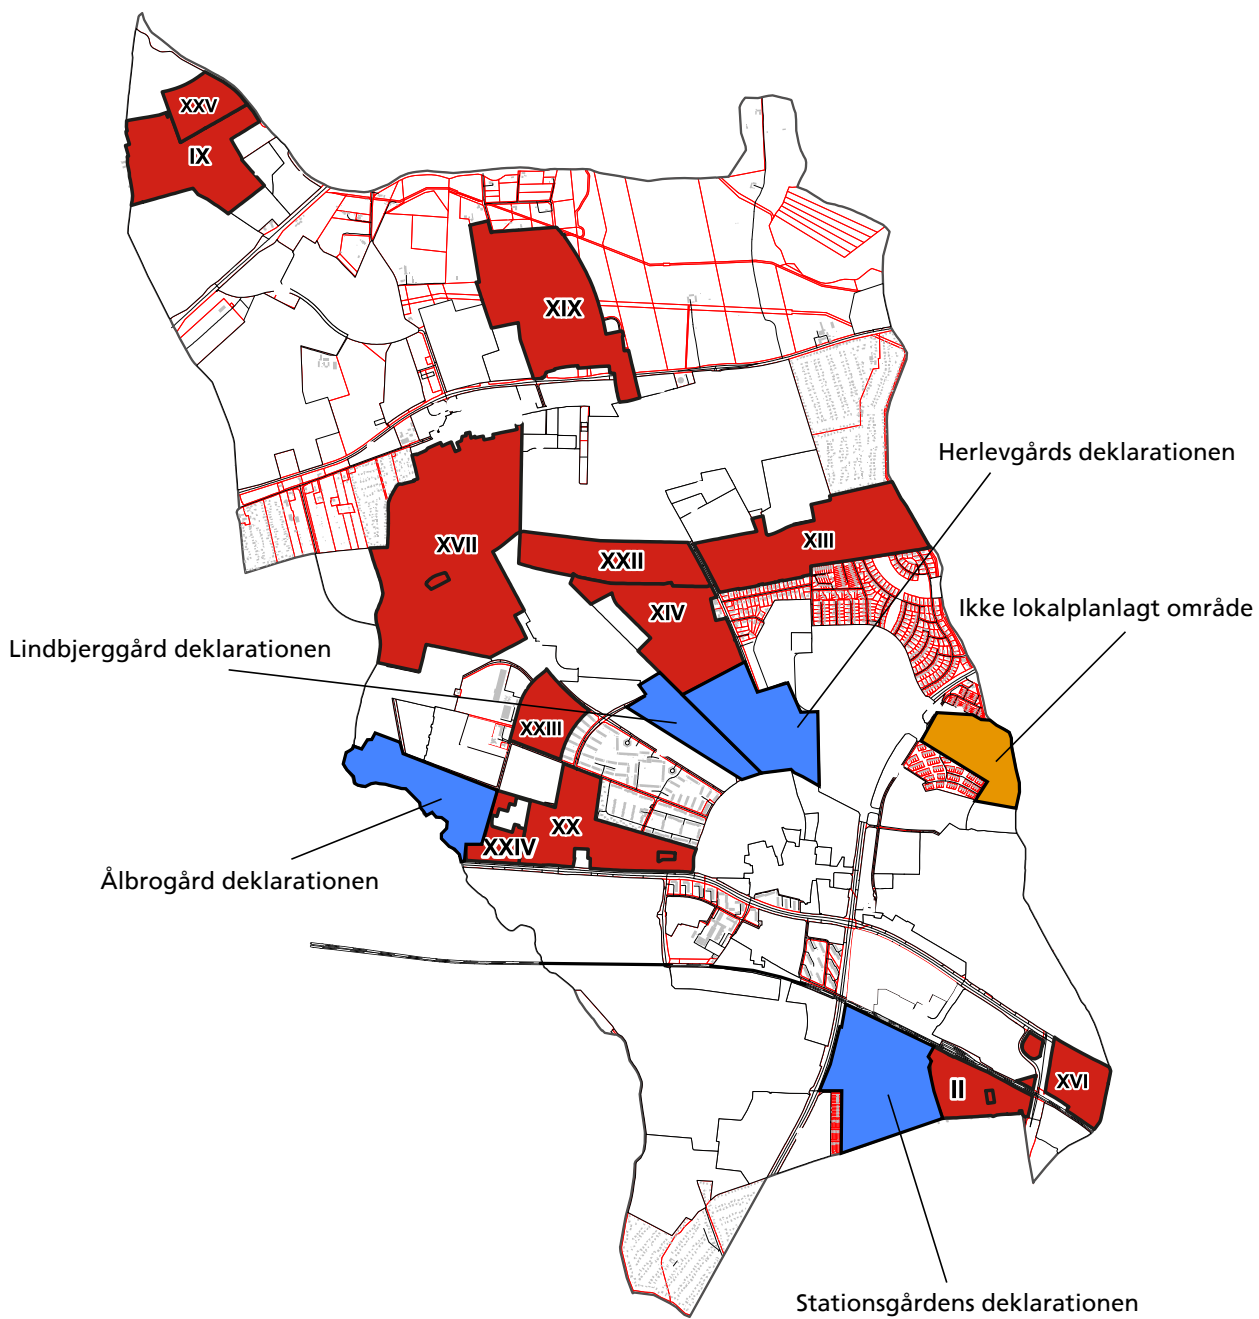 XXV
IX
XIX
Herlevgårds deklarationen
XVII
XXII
XIII
XIV
Ikke lokalplanlagt område
Lindbjerggård deklarationen
XXIII
XX
XXIV
Ålbrogård deklarationen
II
XVI
Stationsgårdens deklarationen